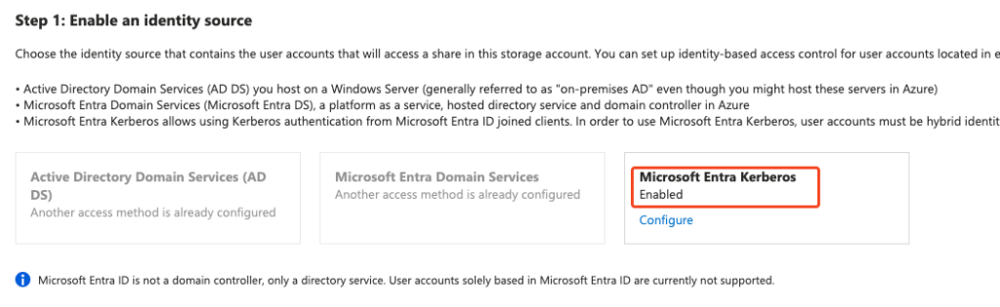 Step 1: Enable an identity source
Choose the identity source that contains the user accounts that will access a share in this storage account. You can set up identity-based access control for user accounts located in
• Active Directory Domain Services (AD DS) you host on a Windows Server (generally referred to as "on-premises AD" even though you might host these servers in Azure)
• Microsoft Entra Domain Services (Microsoft Entra DS), a platform as a service, hosted directory service and domain controller in Azure
• Microsoft Entra Kerberos allows using Kerberos authentication from Microsoft Entra ID joined clients. In order to use Microsoft Entra Kerberos, user accounts must be hybrid identit
Active Directory Domain Services (AD
DS)
Another access method is already configured
Microsoft Entra Domain Services
Another access method is already configured
Microsoft Entra Kerberos
Enabled
Configure
Microsoft Entra ID is not a domain controller, only a directory service. User accounts solely based in Microsoft Entra ID are currently not supported.